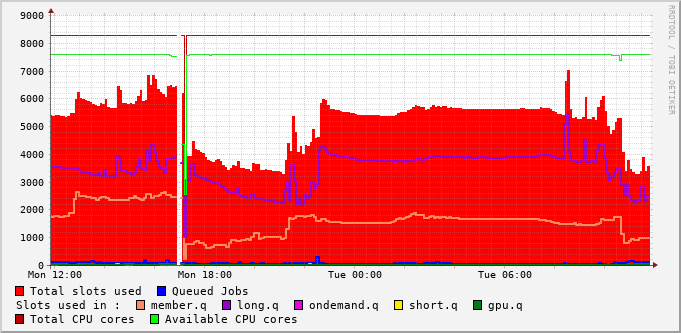 9000
8000
7000
6000
5000
4000
3000
2000
1000
0
Mon 12:00 Mon 18:00 Tue 00:00 Tue 06:00
Total slots used Queued Jobs
Slots used in : member.q long.q ondemand.q short.q gpu.q
Total CPU cores Available CPU cores
RRDTOOL / TOBI OETIKER